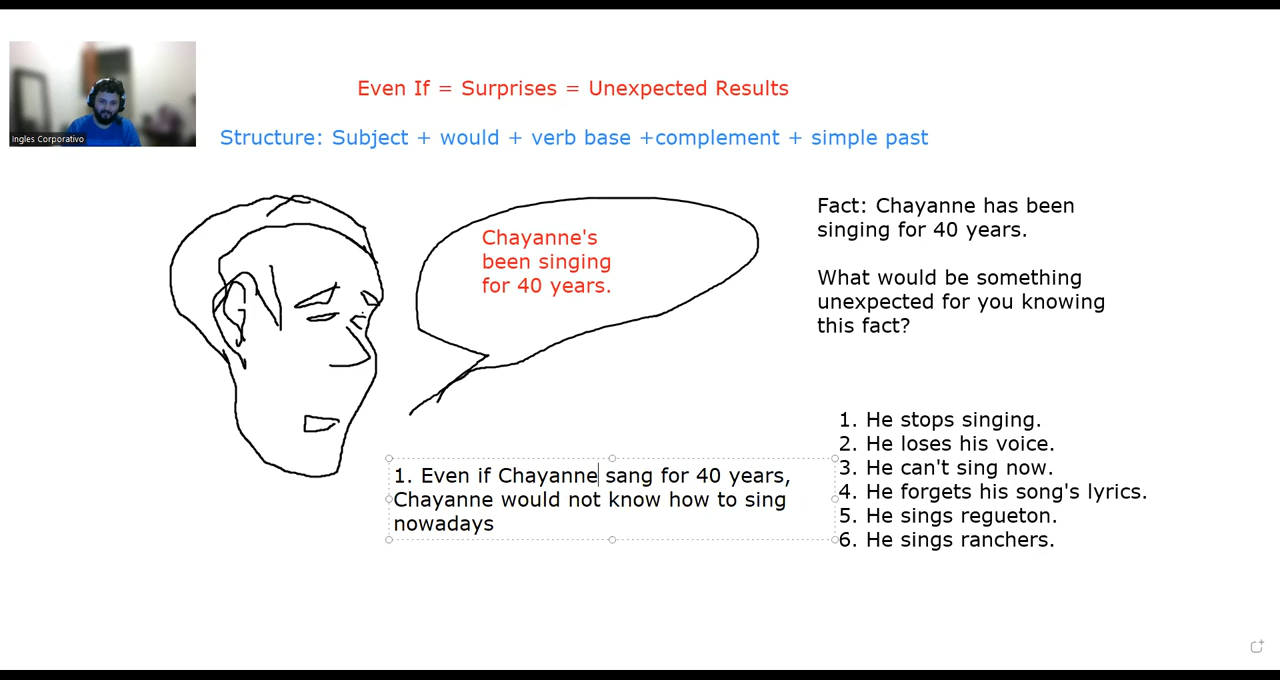 Ingles Corporativo
Even If = Surprises = Unexpected Results
Structure: Subject + would + verb base +complement + simple past
Chayanne's
been singing
for 40 years.
Fact: Chayanne has been
singing for 40 years.
What would be something
unexpected for you knowing
this fact?
1. Even if Chayanne sang for 40 years,
Chayanne would not know how to sing
nowadays
1. He stops singing.
2. He loses his voice.
3. He can't sing now.
4. He forgets his song's lyrics.
5. He sings regueton.
6. He sings ranchers.